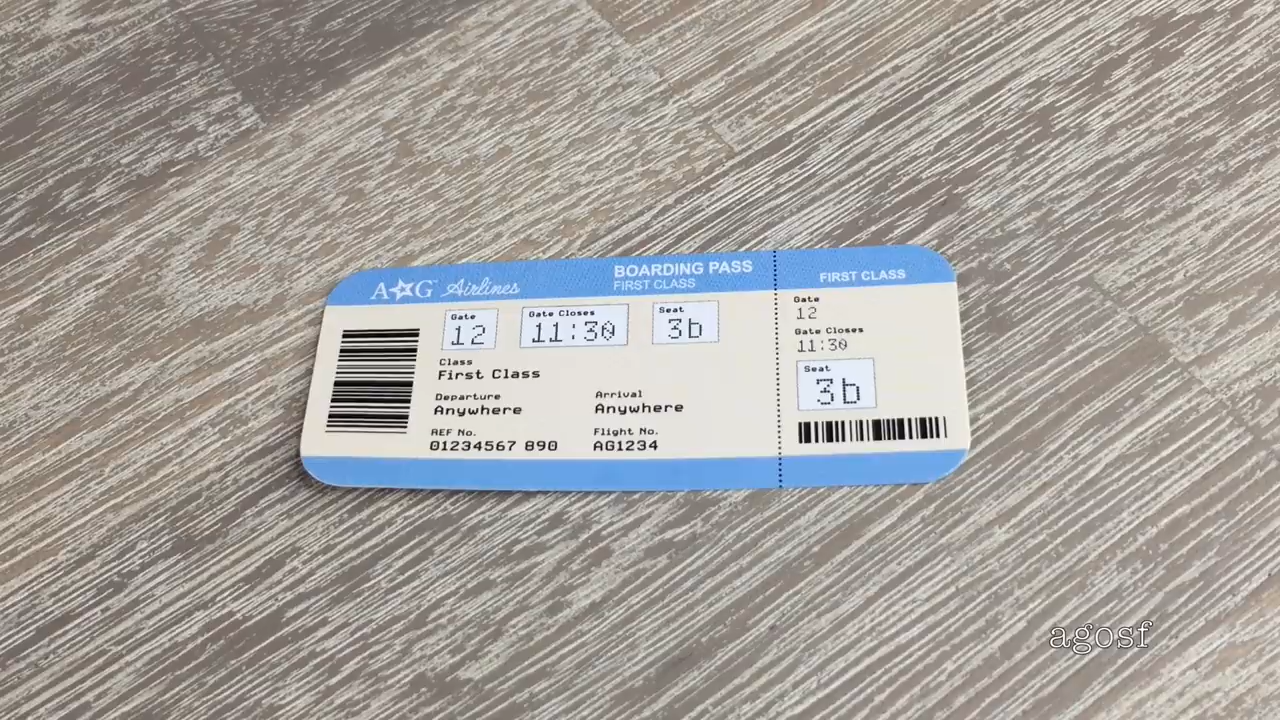 A☆G Airlines
BOARDING PASS
FIRST CLASS
Gate
12
Gate Closes
11:30
Seat
3b
Class
First Class
Departure
Anywhere
Arrival
Anywhere
REF No.
01234567 890
Flight No.
AG1234
FIRST CLASS
Gate
12
Gate Closes
11:30
Seat
3b
agosf